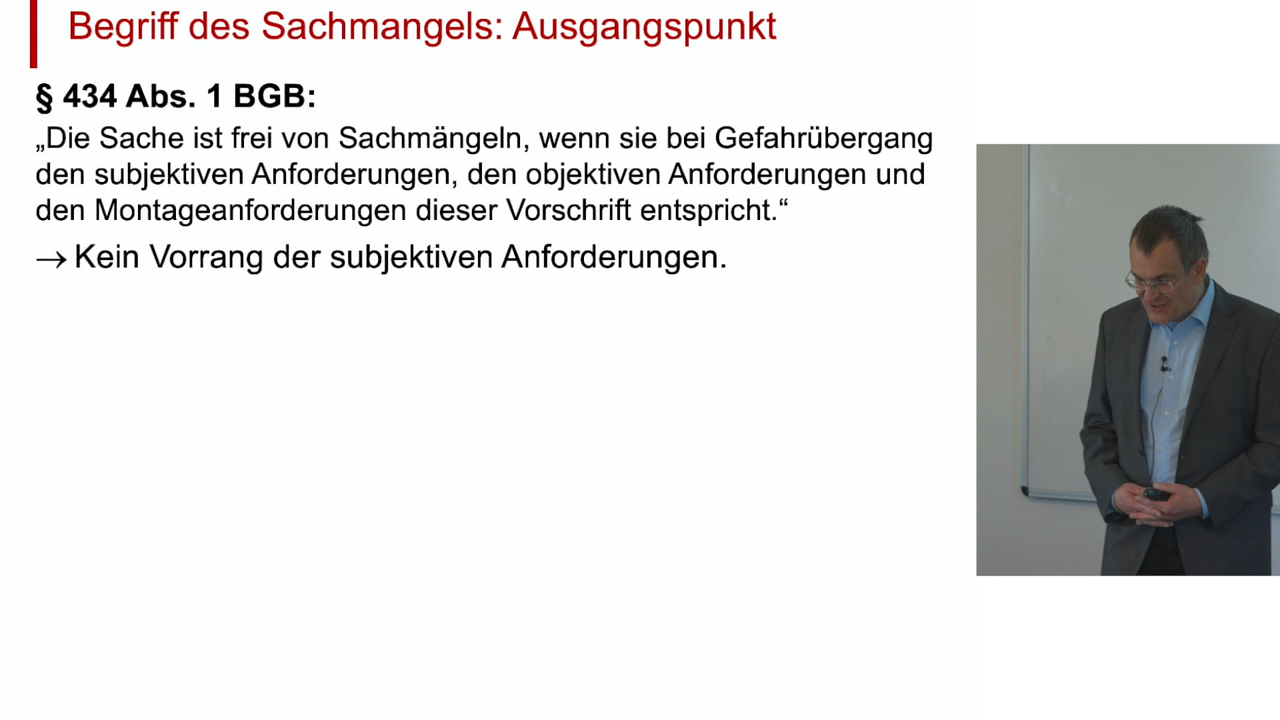 Begriff des Sachmangels: Ausgangspunkt
§ 434 Abs. 1 BGB:
„Die Sache ist frei von Sachmängeln, wenn sie bei Gefahrübergang
den subjektiven Anforderungen, den objektiven Anforderungen und
den Montageanforderungen dieser Vorschrift entspricht.“
→ Kein Vorrang der subjektiven Anforderungen.